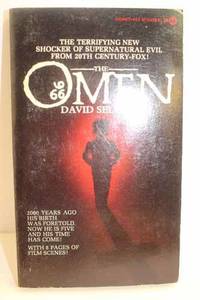 THE TERRIFYING NEW
SHOCKER OF SUPERNATURAL EVIL
FROM 20TH CENTURY-FOX!
THE
OMEN
666
DAVID
2000 YEARS AGO
HIS BIRTH
WAS FORETOLD.
NOW HE IS FIVE
AND HIS TIME
HAS COME!
WITH 8 PAGES OF
FILM SCENES!